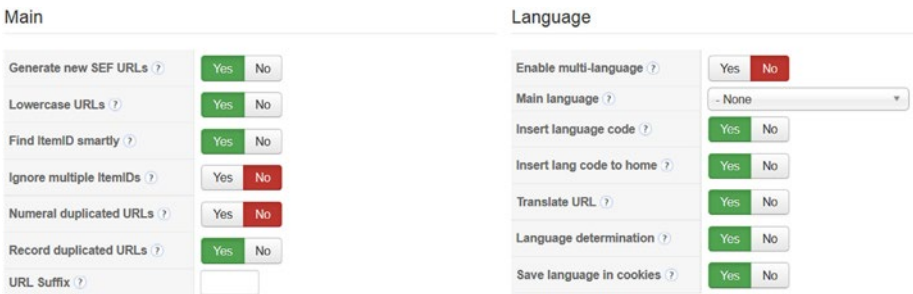 Main
Generate new SEF URLs ? Yes No
Lowercase URLs ? Yes No
Find ItemID smartly ? Yes No
Ignore multiple ItemIDs ? Yes No
Numeral duplicated URLs ? Yes No
Record duplicated URLs ? Yes No
URL Suffix ?
Language
Enable multi-language ? Yes No
Main language ? - None
Insert language code ? Yes No
Insert lang code to home ? Yes No
Translate URL ? Yes No
Language determination ? Yes No
Save language in cookies ? Yes No